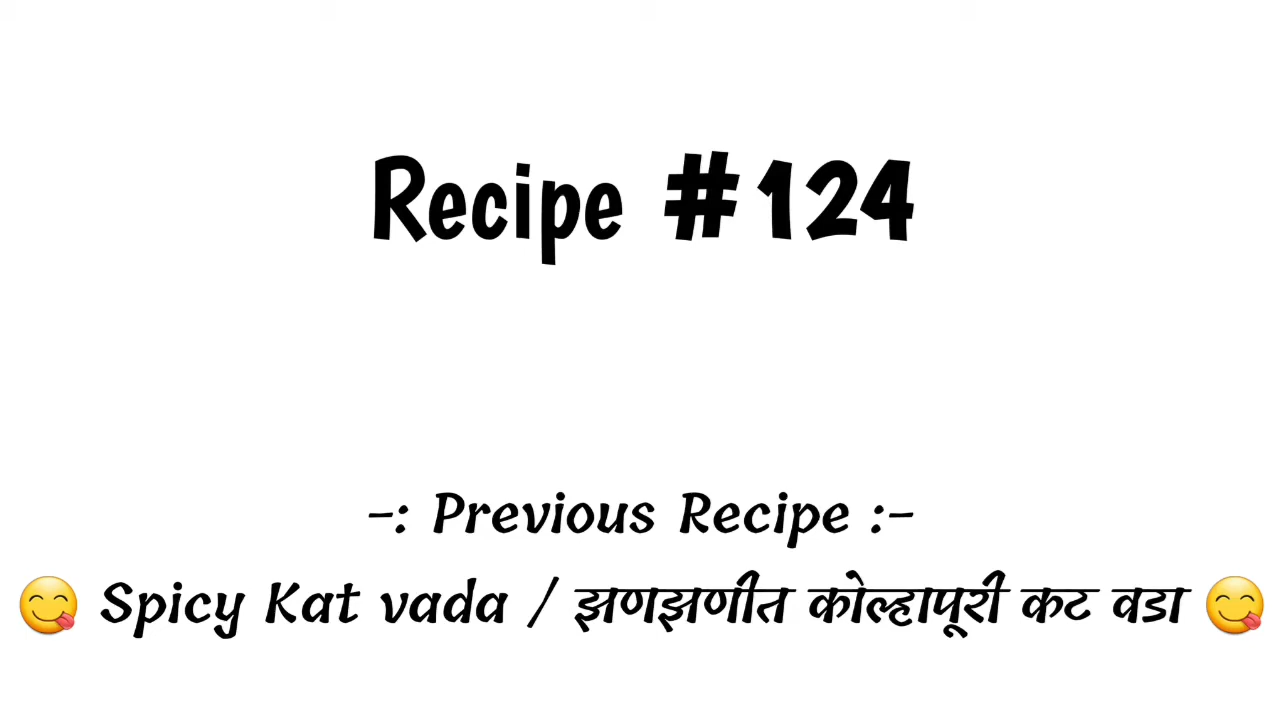 Recipe #124
-: Previous Recipe :-
😋 Spicy Kat vada / झणझणीत कोल्हापूरी कट वडा 😋